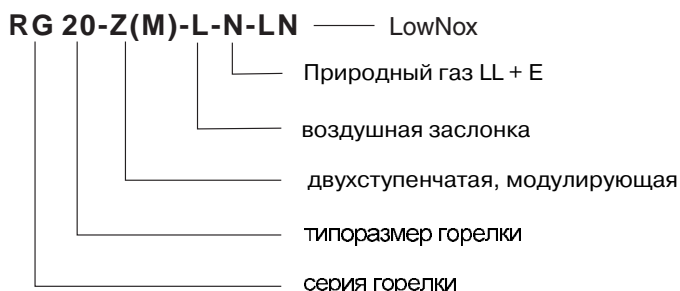 RG 20-Z(M)-L-N-LN LowNox
Природный газ LL + E
воздушная заслонка
двухступенчатая, модулирующая
типоразмер горелки
серия горелки